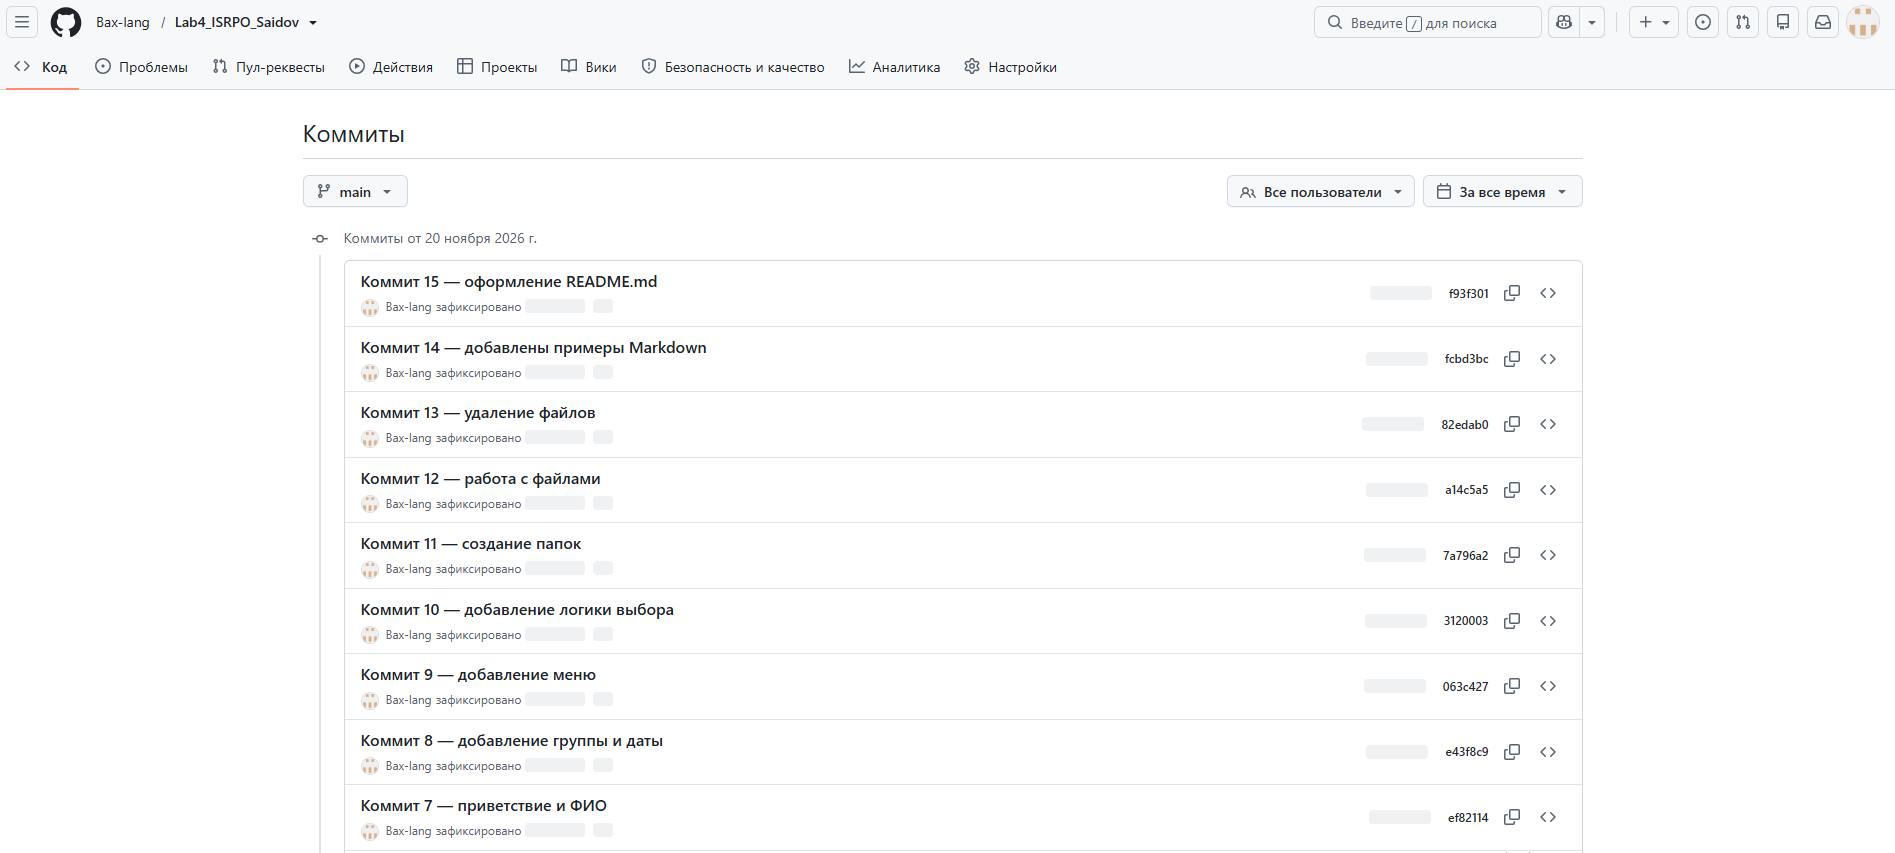 Bax-lang / Lab4_ISRPO_Saidov
Введите / для поиска
Код Проблемы Пул-реквесты Действия Проекты Вики Безопасность и качество Аналитика Настройки
Коммиты
main
Все пользователи За все время
Коммиты от 20 ноября 2026 г.
Коммит 15 — оформление README.md
Bax-lang зафиксировано
f93f301
Коммит 14 — добавлены примеры Markdown
Bax-lang зафиксировано
fcbd3bc
Коммит 13 — удаление файлов
Bax-lang зафиксировано
82edab0
Коммит 12 — работа с файлами
Bax-lang зафиксировано
a14c5a5
Коммит 11 — создание папок
Bax-lang зафиксировано
7a796a2
Коммит 10 — добавление логики выбора
Bax-lang зафиксировано
3120003
Коммит 9 — добавление меню
Bax-lang зафиксировано
063c427
Коммит 8 — добавление группы и даты
Bax-lang зафиксировано
e43f8c9
Коммит 7 — приветствие и ФИО
Bax-lang зафиксировано
ef82114